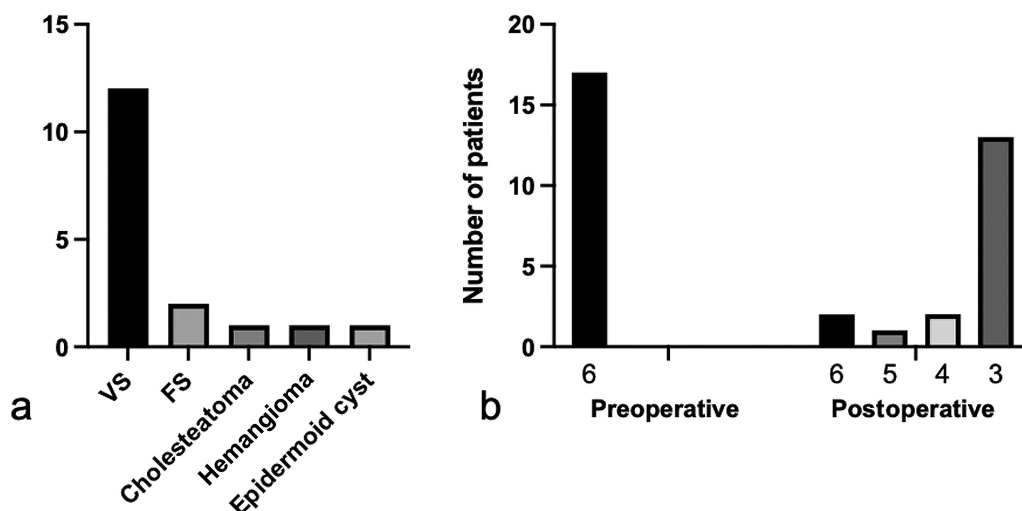 15
10
5
0
VS
FS
Cholesteatoma
Hemangioma
Epidermoid cyst
a
Number of patients
20
15
10
5
0
6
6 5 4 3
Preoperative
Postoperative
b